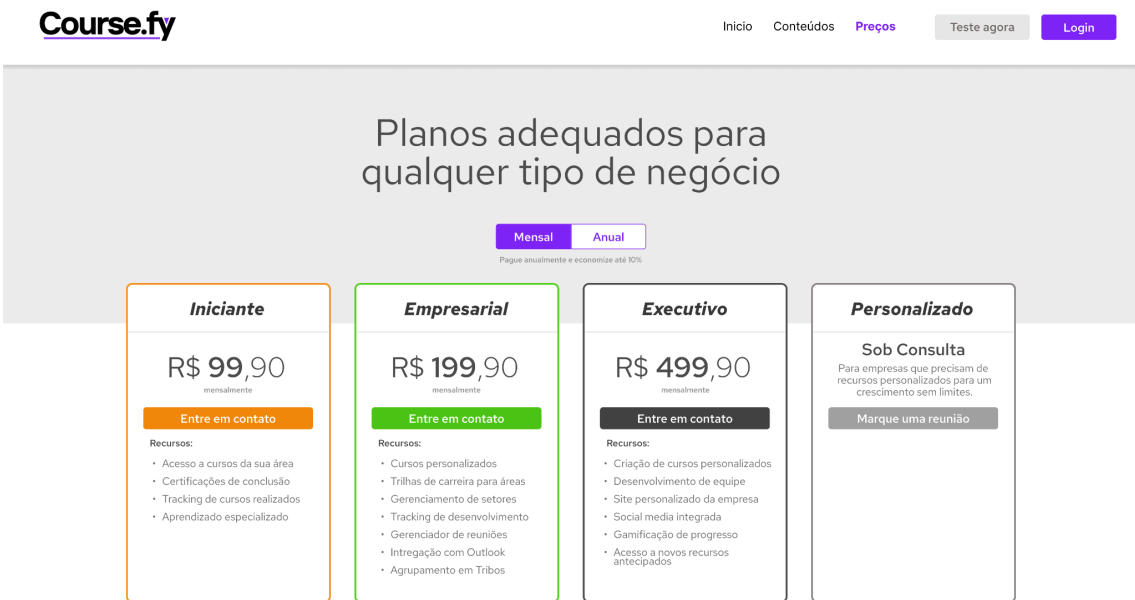 Course.fy
Inicio
Conteúdos
Preços
Teste agora
Login
Planos adequados para
qualquer tipo de negócio
Mensal
Anual
Pague anualmente e economize até 10%
Iniciante
R$ 99,90
mensalmente
Entre em contato
Recursos:
• Acesso a cursos da sua área
• Certificações de conclusão
• Tracking de cursos realizados
• Aprendizado especializado
Empresarial
R$ 199,90
mensalmente
Entre em contato
Recursos:
• Cursos personalizados
• Trilhas de carreira para áreas
• Gerenciamento de setores
• Tracking de desenvolvimento
• Gerenciador de reuniões
• Intregação com Outlook
• Agrupamento em Tribos
Executivo
R$ 499,90
mensalmente
Entre em contato
Recursos:
• Criação de cursos personalizados
• Desenvolvimento de equipe
• Site personalizado da empresa
• Social media integrada
• Gamificação de progresso
• Acesso a novos recursos
antecipados
Personalizado
Sob Consulta
Para empresas que precisam de
recursos personalizados para um
crescimento sem limites.
Marque uma reunião